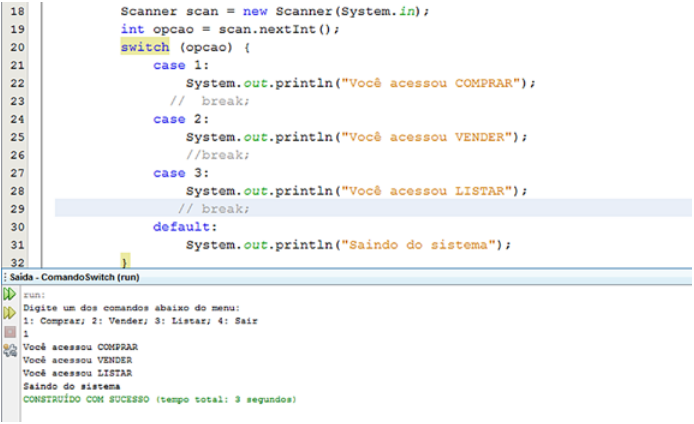 18 Scanner scan = new Scanner(System.in);
19 int opcao = scan.nextInt();
20 switch (opcao) {
21 case 1:
22 System.out.println("Você acessou COMPRAR");
23 // break;
24 case 2:
25 System.out.println("Você acessou VENDER");
26 //break;
27 case 3:
28 System.out.println("Você acessou LISTAR");
29 // break;
30 default:
31 System.out.println("Saindo do sistema");
32 }
Saída - ComandoSwitch (run)
run:
Digite um dos comandos abaixo do menu:
1: Comprar; 2: Vender; 3: Listar; 4: Sair
1
Você acessou COMPRAR
Você acessou VENDER
Você acessou LISTAR
Saindo do sistema
CONSTRUÍDO COM SUCESSO (tempo total: 3 segundos)